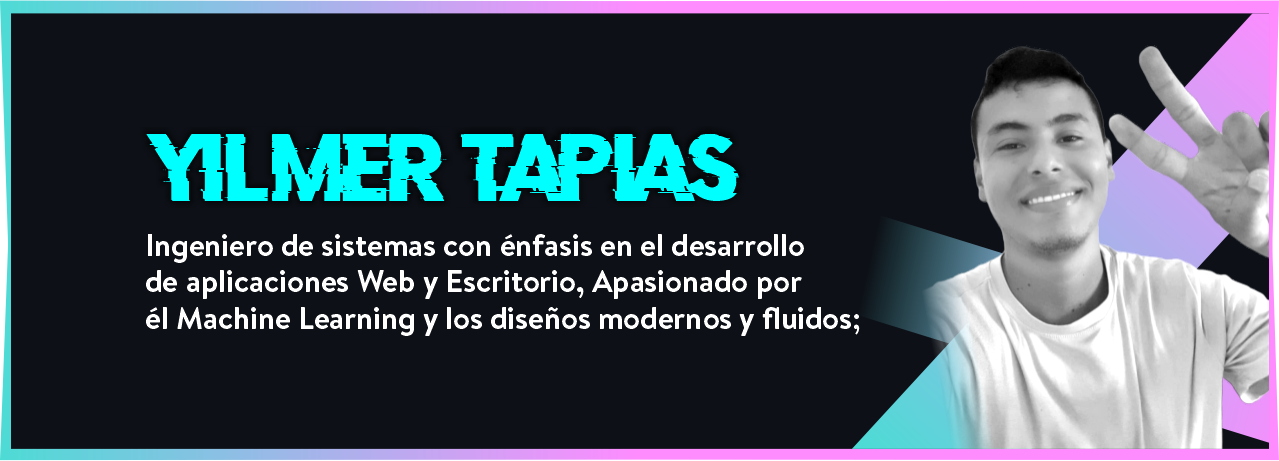 YILMER TAPIAS
Ingeniero de sistemas con énfasis en el desarrollo
de aplicaciones Web y Escritorio, Apasionado por
él Machine Learning y los diseños modernos y fluidos;